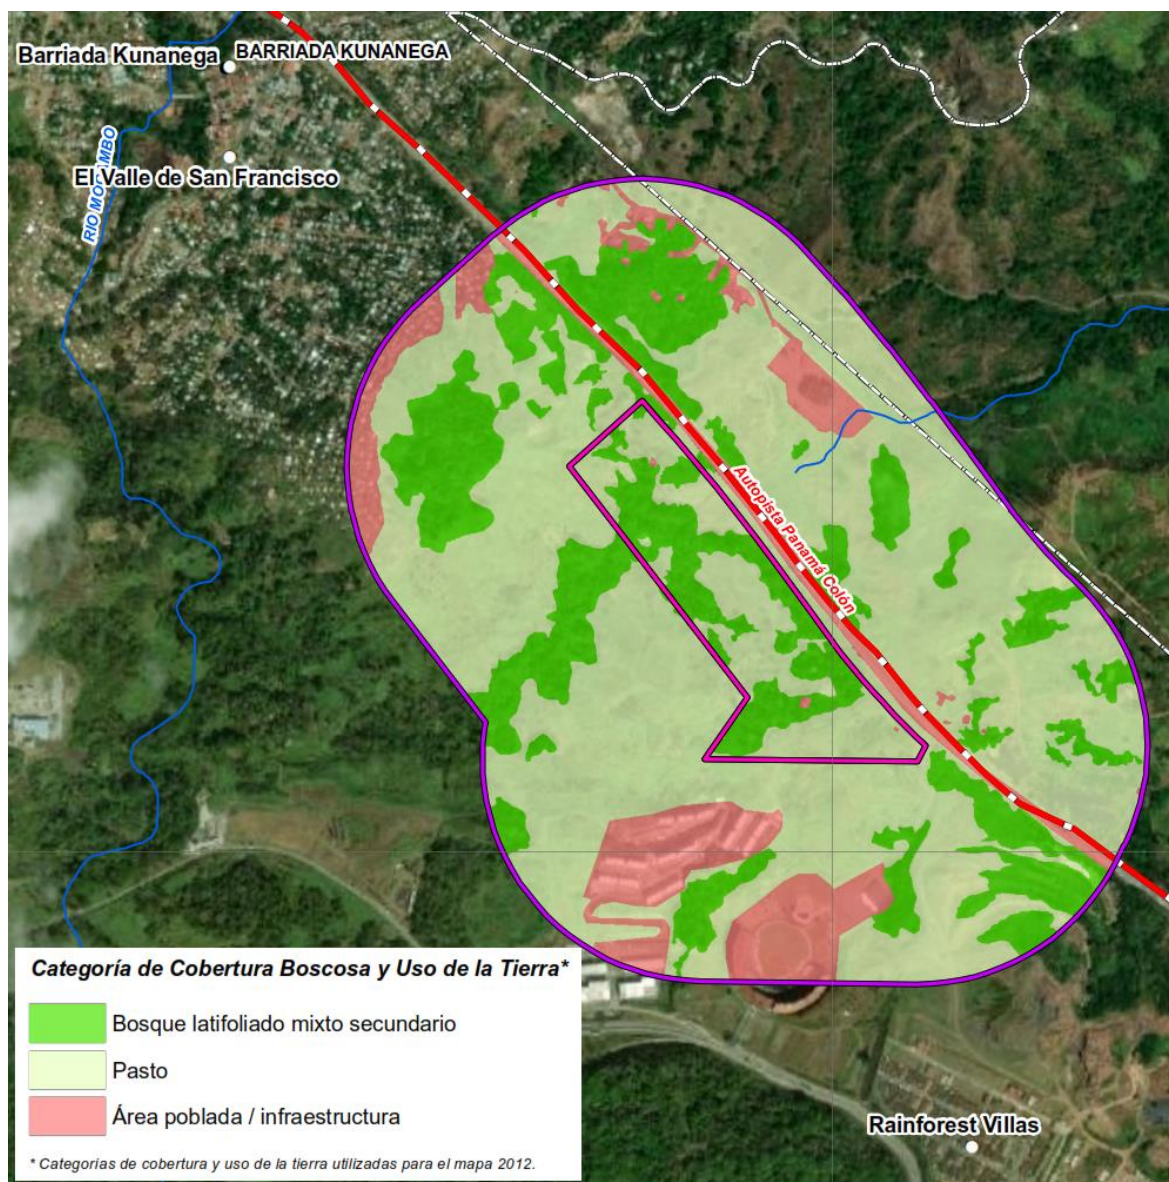 Barriada Kunanega
BARRIADA KUNANEGA
El Valle de San Francisco
Autopista Panamá Colón
Categoría de Cobertura Boscosa y Uso de la Tierra*
Bosque latifoliado mixto secundario
Pasto
Área poblada / infraestructura
* Categorias de cobertura y uso de la tierra utilizadas para el mapa 2012.
Rainforest Villas
RIO